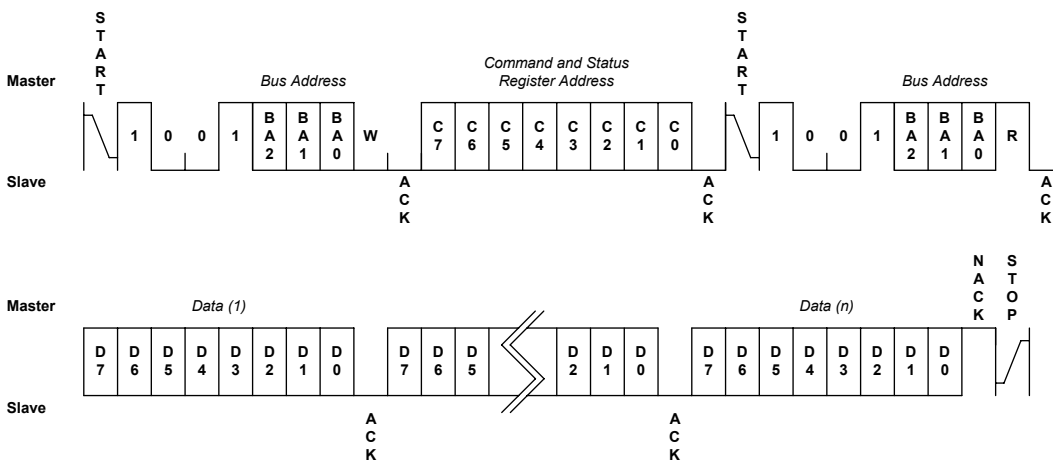 START START
Command and Status
Master Bus Address Register Address Bus Address
1 0 0 1 BA2 BA1 BA0 W C7 C6 C5 C4 C3 C2 C1 C0 1 0 0 1 BA2 BA1 BA0 R
Slave ACK ACK ACK
NACK STOP
Master Data (1) Data (n)
D7 D6 D5 D4 D3 D2 D1 D0 D7 D6 D5 D2 D1 D0 D7 D6 D5 D4 D3 D2 D1 D0
Slave
ACK ACK